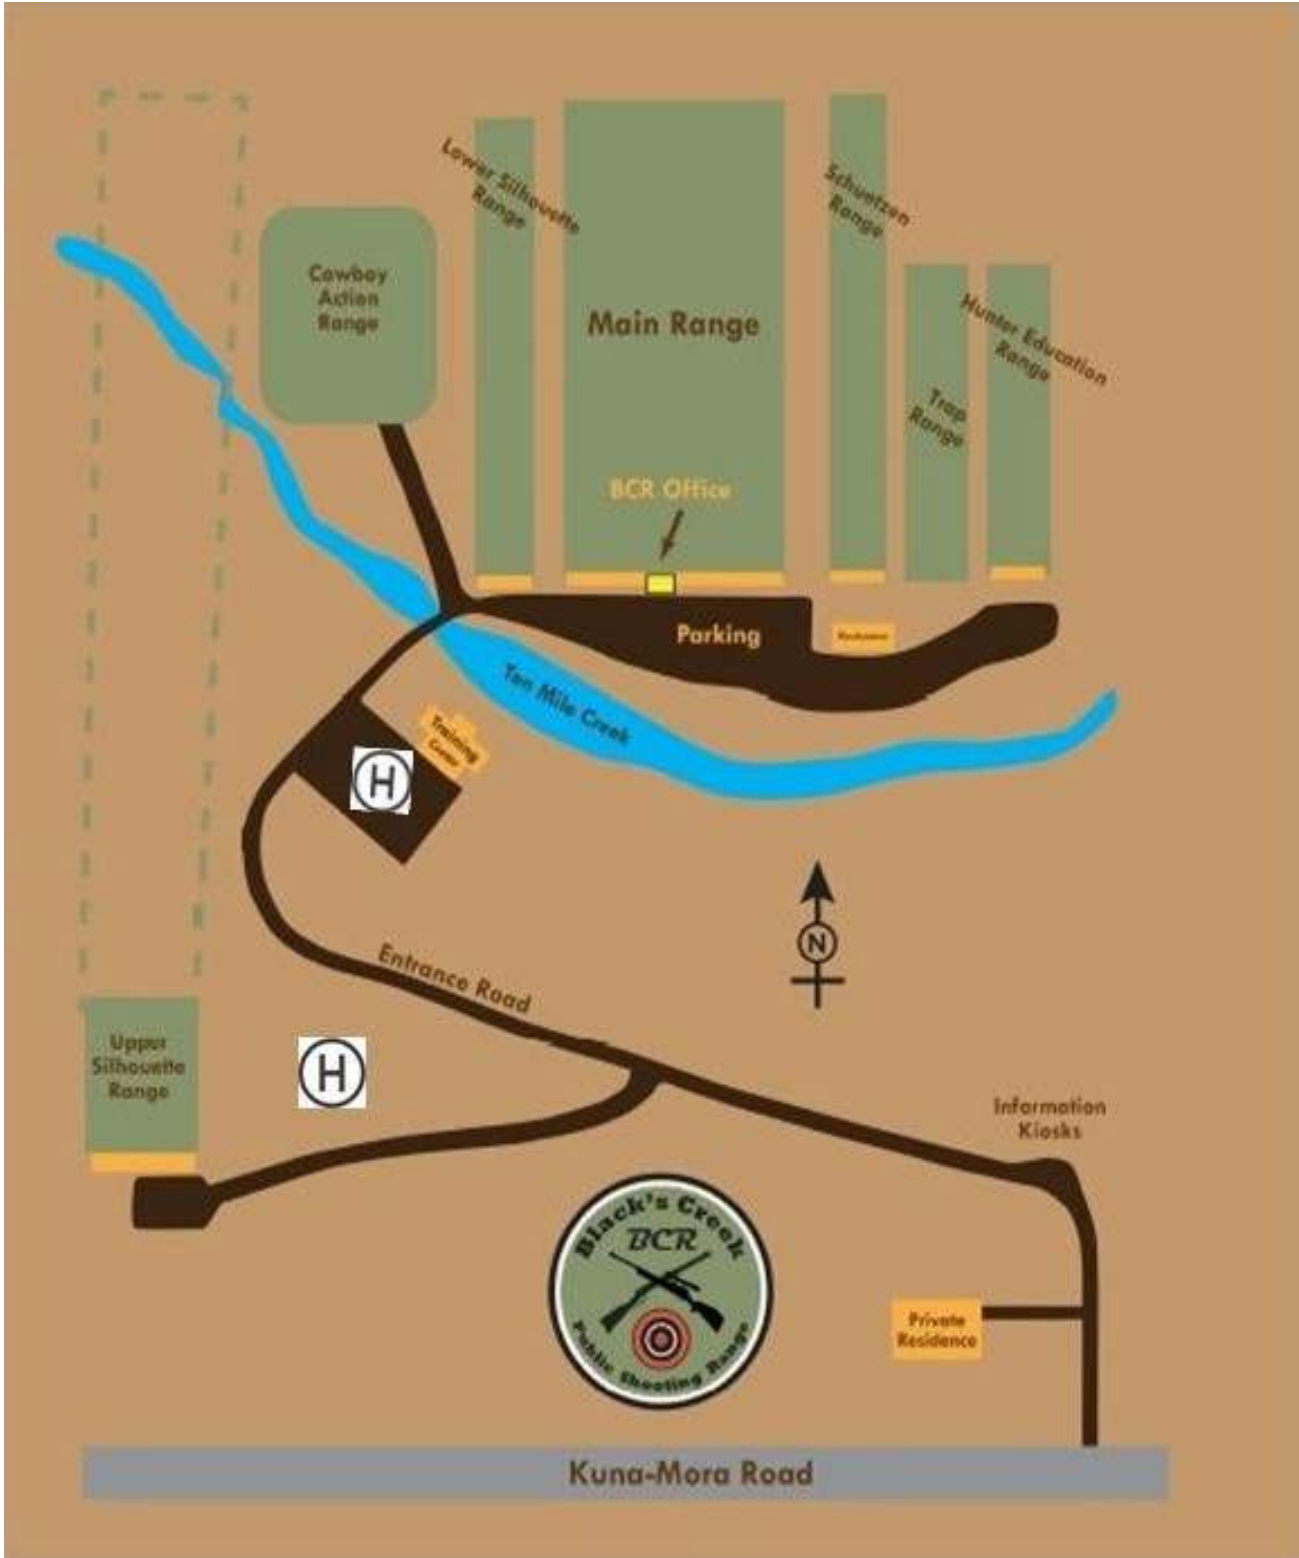 Lower Silhouette
Range
Schuetzen
Range
Cowboy
Action
Range
Main Range
Hunter Education
Range
Trap
Range
BCR Office
Parking
Ten Mile Creek
Training
Center
H
N
Entrance Road
Upper
Silhouette
Range
H
Information
Kiosks
Black's Creek
BCR
Public Shooting Range
Private
Residence
Kuna-Mora Road